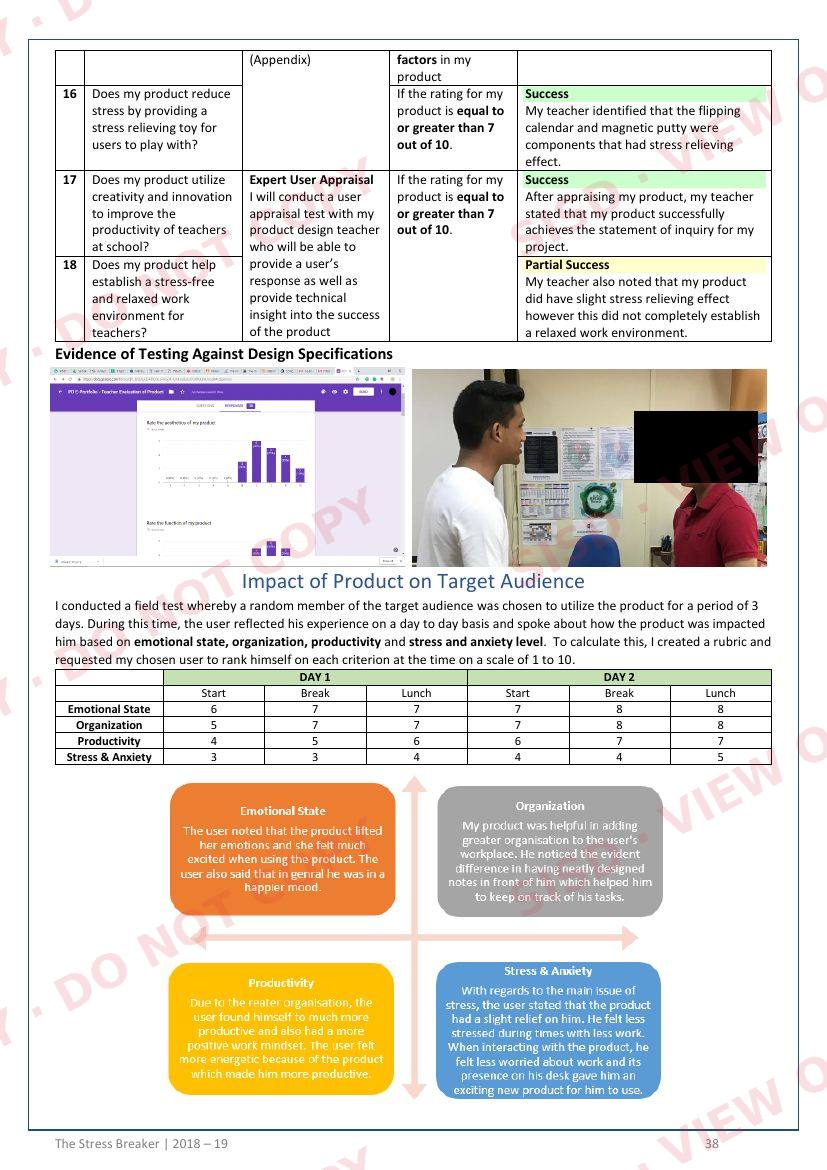 (Appendix)
factors in my
product
16
Does my product reduce
stress by providing a
stress relieving toy for
users to play with?
If the rating for my
product is equal to
or greater than 7
out of 10.
Success
My teacher identified that the flipping
calendar and magnetic putty were
components that had stress relieving
effect.
17
Does my product utilize
creativity and innovation
to improve the
productivity of teachers
at school?
Expert User Appraisal
I will conduct a user
appraisal test with my
product design teacher
who will be able to
provide a user's
response as well as
provide technical
insight into the success
of the product
If the rating for my
product is equal to
or greater than 7
out of 10.
Success
After appraising my product, my teacher
stated that my product successfully
achieves the statement of inquiry for my
project.
18
Does my product help
establish a stress-free
and relaxed work
environment for
teachers?
Partial Success
My teacher also noted that my product
did have slight stress relieving effect
however this did not completely establish
a relaxed work environment.
Evidence of Testing Against Design Specifications
PD E-Portfolio - Teacher Evaluation of Product
QUESTIONS RESPONSES
Rate the aesthetics of my product
Rate the function of my product
Impact of Product on Target Audience
I conducted a field test whereby a random member of the target audience was chosen to utilize the product for a period of 3
days. During this time, the user reflected his experience on a day to day basis and spoke about how the product was impacted
him based on emotional state, organization, productivity and stress and anxiety level. To calculate this, I created a rubric and
requested my chosen user to rank himself on each criterion at the time on a scale of 1 to 10.
DAY 1 DAY 2
Start Break Lunch Start Break Lunch
Emotional State 6 7 7 7 8 8
Organization 5 7 7 7 8 8
Productivity 4 5 6 6 7 7
Stress & Anxiety 3 3 4 4 4 5
Emotional State
The user noted that the product lifted
her emotions and she felt much
excited when using the product. The
user also said that in genral he was in a
happier mood.
Organization
My product was helpful in adding
greater organisation to the user's
workplace. He noticed the evident
difference in having neatly designed
notes in front of him which helped him
to keep on track of his tasks.
Productivity
Due to the reater organisation, the
user found himself to much more
productive and also had a more
positive work mindset. The user felt
more energetic because of the product
which made him more productive.
Stress & Anxiety
With regards to the main issue of
stress, the user stated that the product
had a slight relief on him. He felt less
stressed during times with less work.
When interacting with the product, he
felt less worried about work and its
presence on his desk gave him an
exciting new product for him to use.
The Stress Breaker | 2018 – 19
38
SISD · VIEW O
Y · DO NOT COPY